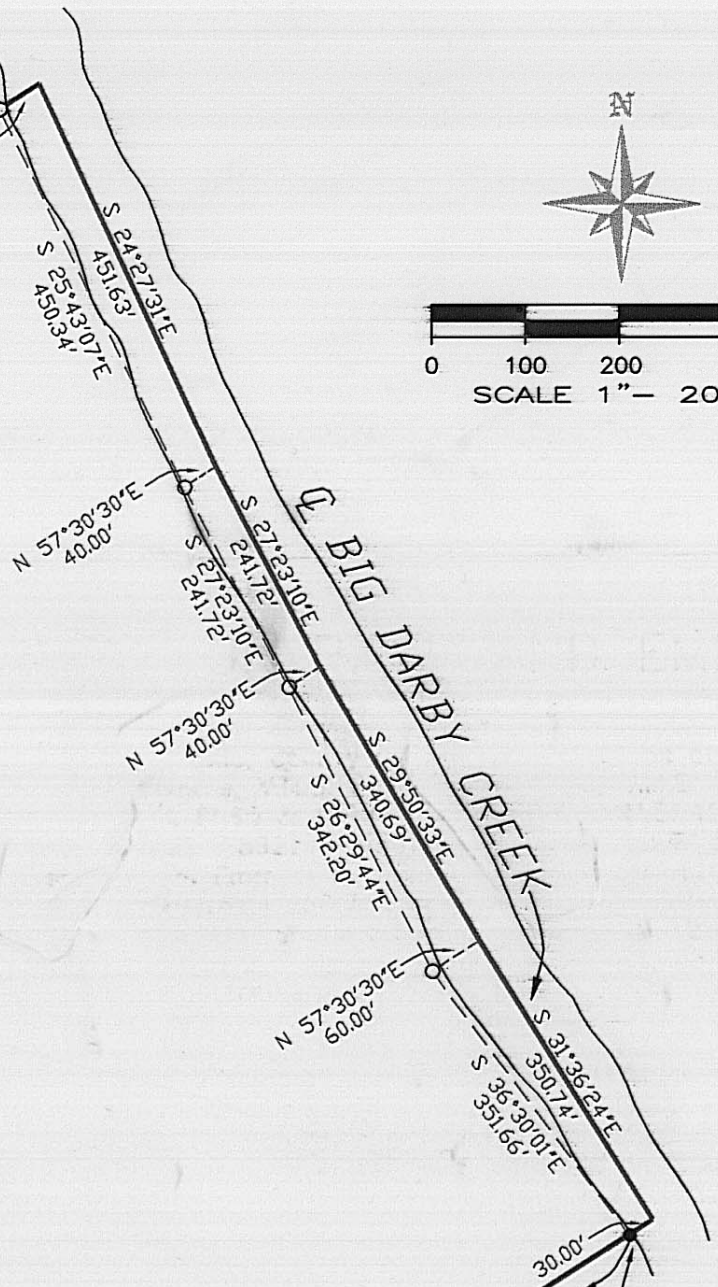 N
0 100 200
SCALE 1"— 20
S 24°27'31"E
451.63'
S 25°43'07"E
450.34'
N 57°30'30"E
40.00'
S 27°23'10"E
241.72'
S 27°23'10"E
241.72'
℄ BIG DARBY CREEK
N 57°30'30"E
40.00'
S 29°50'33"E
340.69'
S 26°29'44"E
342.20'
N 57°30'30"E
60.00'
S 31°36'24"E
350.74'
S 36°30'01"E
351.66'
30.00'